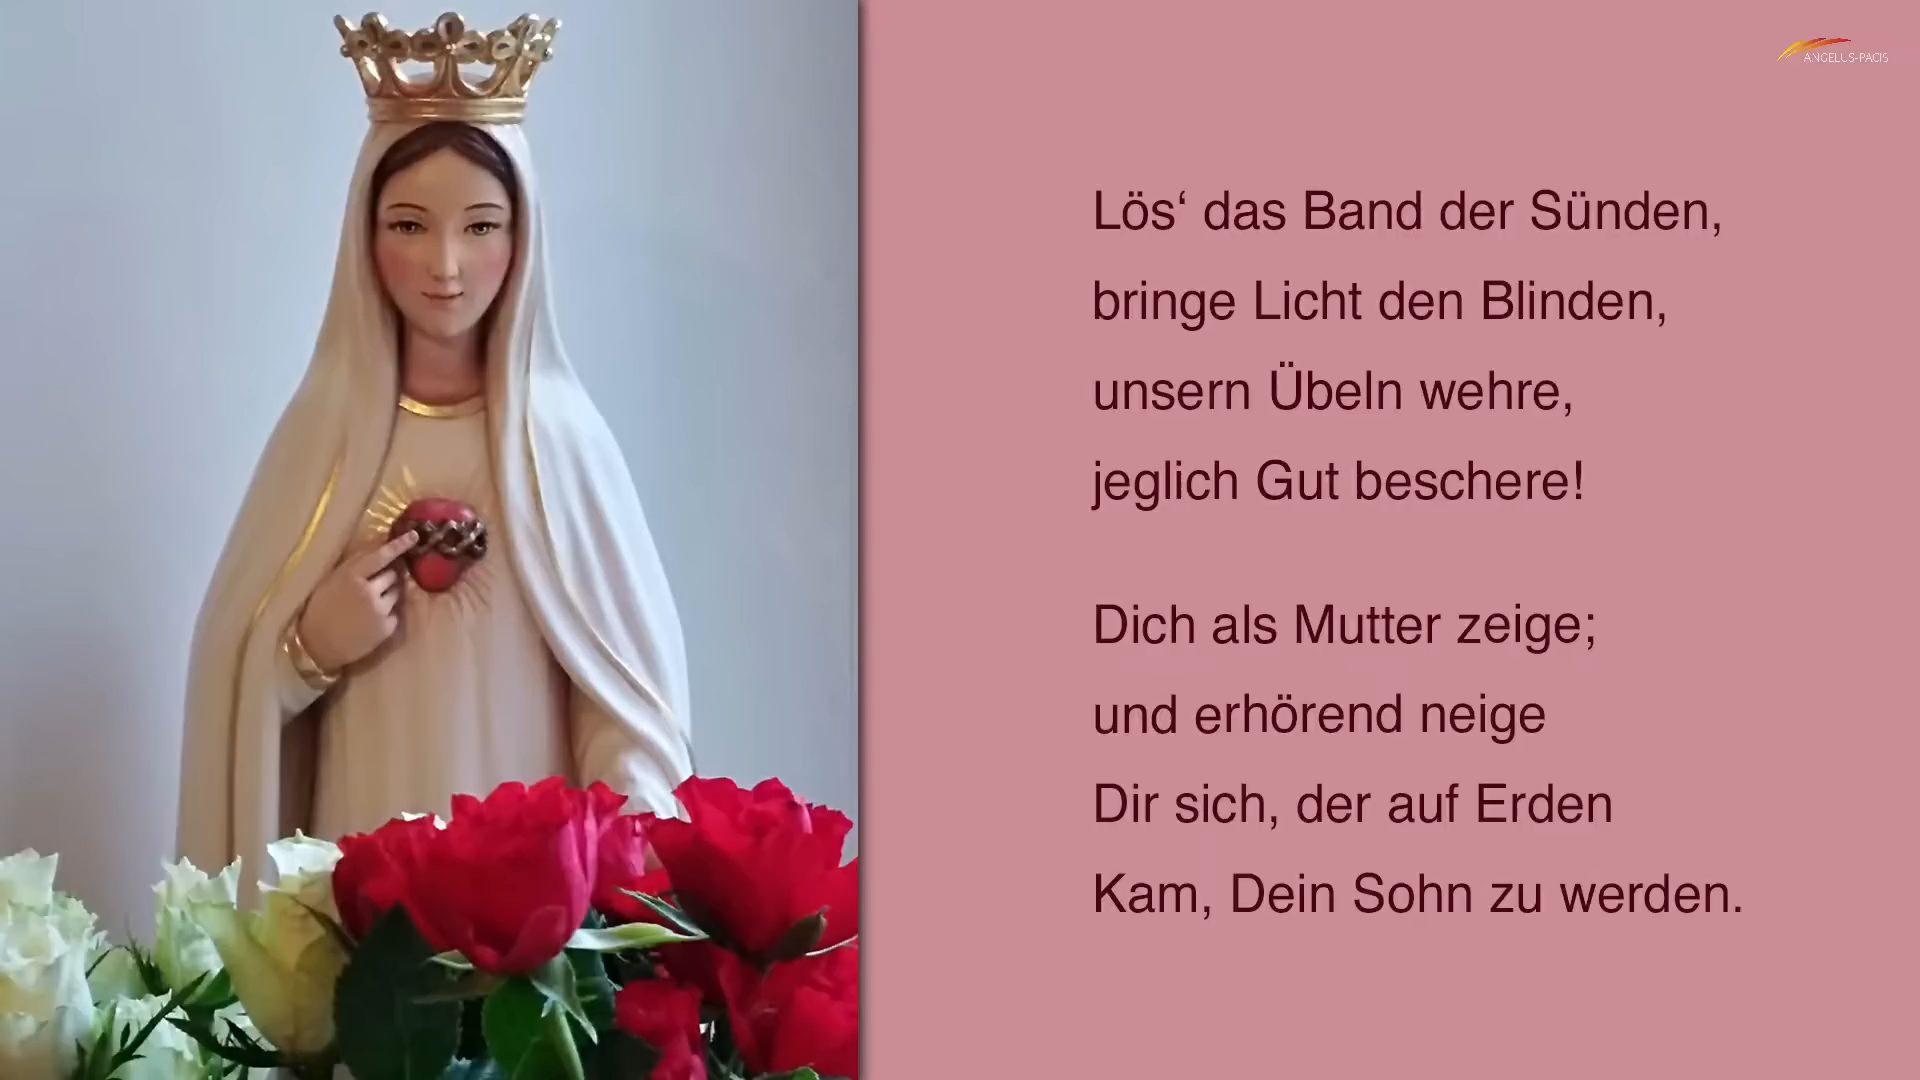 ANGELUS-PACIS
Lös‘ das Band der Sünden,
bringe Licht den Blinden,
unsern Übeln wehre,
jeglich Gut beschere!
Dich als Mutter zeige;
und erhörend neige
Dir sich, der auf Erden
Kam, Dein Sohn zu werden.